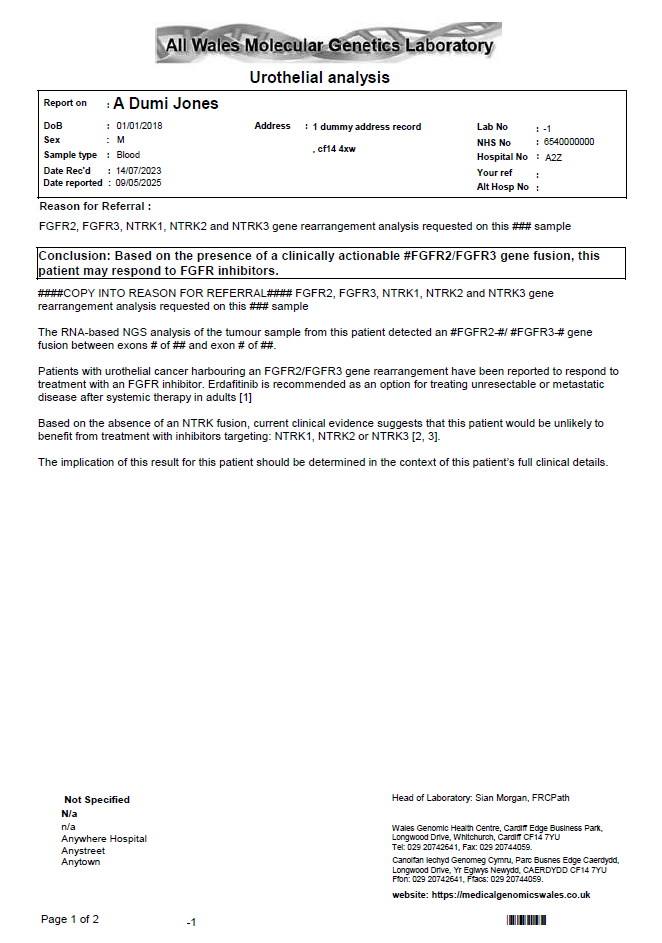 All Wales Molecular Genetics Laboratory
Urothelial analysis
Report on : A Dumi Jones
DoB : 01/01/2018 Address : 1 dummy address record Lab No : -1
Sex : M , cf14 4xw NHS No : 6540000000
Sample type : Blood Hospital No : A2Z
Date Rec'd : 14/07/2023 Your ref :
Date reported : 09/05/2025 Alt Hosp No :
Reason for Referral :
FGFR2, FGFR3, NTRK1, NTRK2 and NTRK3 gene rearrangement analysis requested on this ### sample
Conclusion: Based on the presence of a clinically actionable #FGFR2/FGFR3 gene fusion, this
patient may respond to FGFR inhibitors.
####COPY INTO REASON FOR REFERRAL#### FGFR2, FGFR3, NTRK1, NTRK2 and NTRK3 gene
rearrangement analysis requested on this ### sample
The RNA-based NGS analysis of the tumour sample from this patient detected an #FGFR2-#/ #FGFR3-# gene
fusion between exons # of ## and exon # of ##.
Patients with urothelial cancer harbouring an FGFR2/FGFR3 gene rearrangement have been reported to respond to
treatment with an FGFR inhibitor. Erdafitinib is recommended as an option for treating unresectable or metastatic
disease after systemic therapy in adults [1]
Based on the absence of an NTRK fusion, current clinical evidence suggests that this patient would be unlikely to
benefit from treatment with inhibitors targeting: NTRK1, NTRK2 or NTRK3 [2, 3].
The implication of this result for this patient should be determined in the context of this patient's full clinical details.
Not Specified
N/a
n/a
Anywhere Hospital
Anystreet
Anytown
Head of Laboratory: Sian Morgan, FRCPath
Wales Genomic Health Centre, Cardiff Edge Business Park,
Longwood Drive, Whitchurch, Cardiff CF14 7YU
Tel: 029 20742641, Fax: 029 20744059.
Canolfan Iechyd Genomeg Cymru, Parc Busnes Edge Caerdydd,
Longwood Drive, Yr Eglwys Newydd, CAERDYDD CF14 7YU
Ffon: 029 20742641, Ffacs: 029 20744059.
website: https://medicalgenomicswales.co.uk
Page 1 of 2 -1